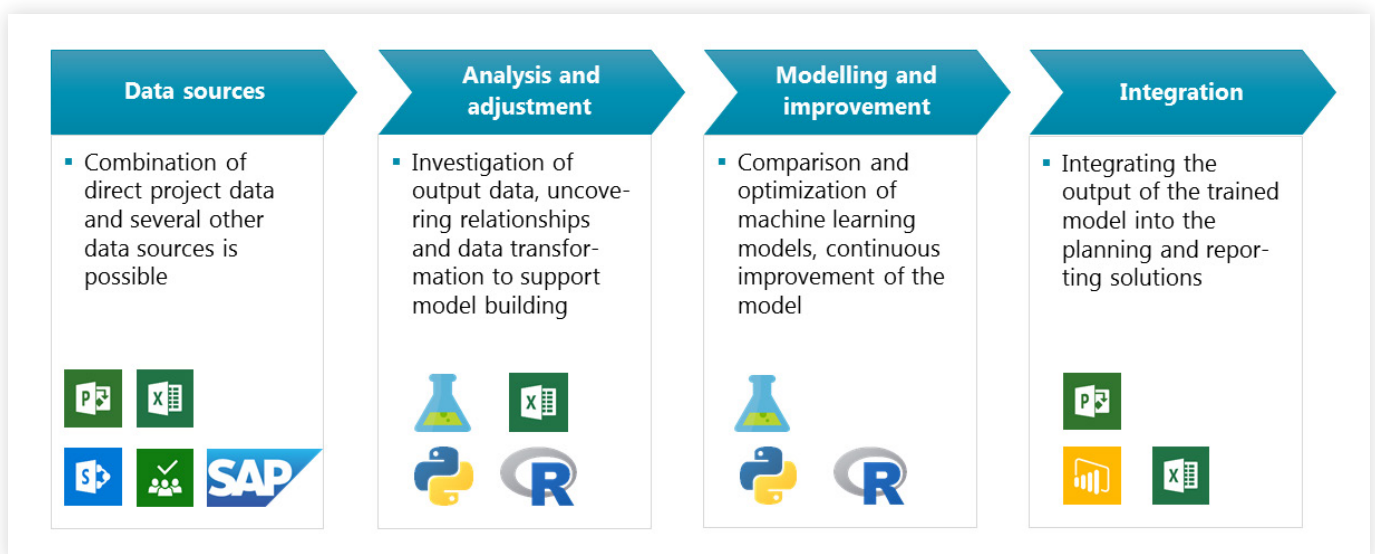 Data sources
▪ Combination of
direct project data
and several other
data sources is
possible
P
X
S
SAP
Analysis and
adjustment
▪ Investigation of
output data, uncove-
ring relationships
and data transfor-
mation to support
model building
X
R
Modelling and
improvement
▪ Comparison and
optimization of
machine learning
models, continuous
improvement of the
model
R
Integration
▪ Integrating the
output of the trained
model into the
planning and repor-
ting solutions
P
X